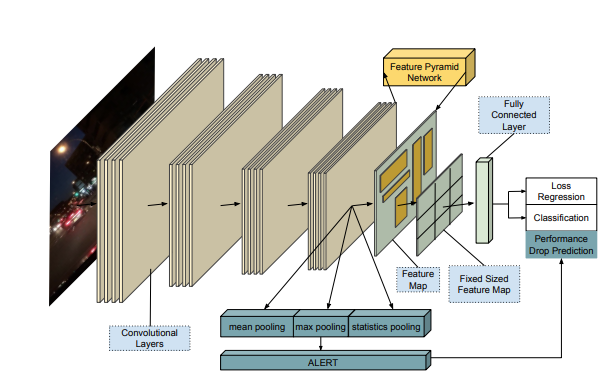 Feature Pyramid
Network
Fully
Connected
Layer
Loss
Regression
Classification
Performance
Drop Prediction
Feature
Map
Fixed Sized
Feature Map
mean pooling
max pooling
statistics pooling
Convolutional
Layers
ALERT